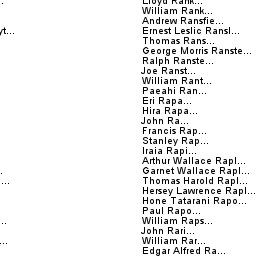 Lloyd Rank...
William Rank...
Andrew Ransfie...
yt...
Ernest Leslic Ransl...
Thomas Rans...
George Morris Ranste...
Ralph Ranste...
Joe Ranst...
William Rant...
Paeahi Ran...
Eri Rapa...
Hira Rapa...
John Ra...
Francis Rap...
Stanley Rap...
Iraia Rapi...
Arthur Wallace Rapl...
Garnet Wallace Rapl...
Thomas Harold Rapl...
Hersey Lawrence Rapl...
Hone Tatarani Rapo...
Paul Rapo...
William Raps...
John Rari...
William Rar...
Edgar Alfred Ra...